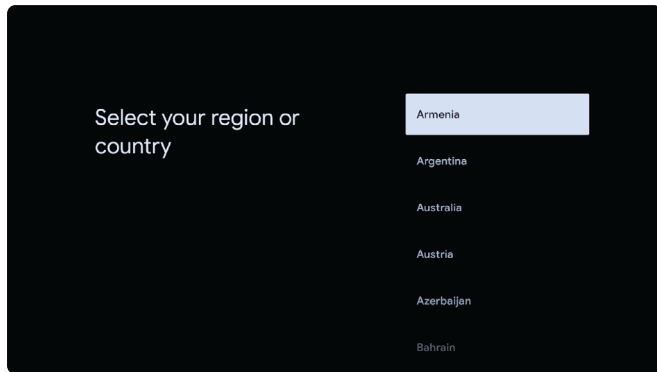 Select your region or
country
Armenia
Argentina
Australia
Austria
Azerbaijan
Bahrain